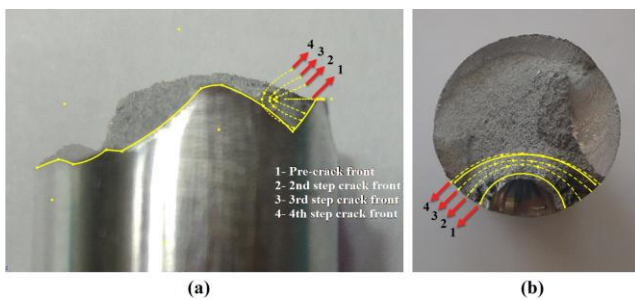 4
3
2
1
1- Pre-crack front
2- 2nd step crack front
3- 3rd step crack front
4- 4th step crack front
4
3
2
1
(a)
(b)